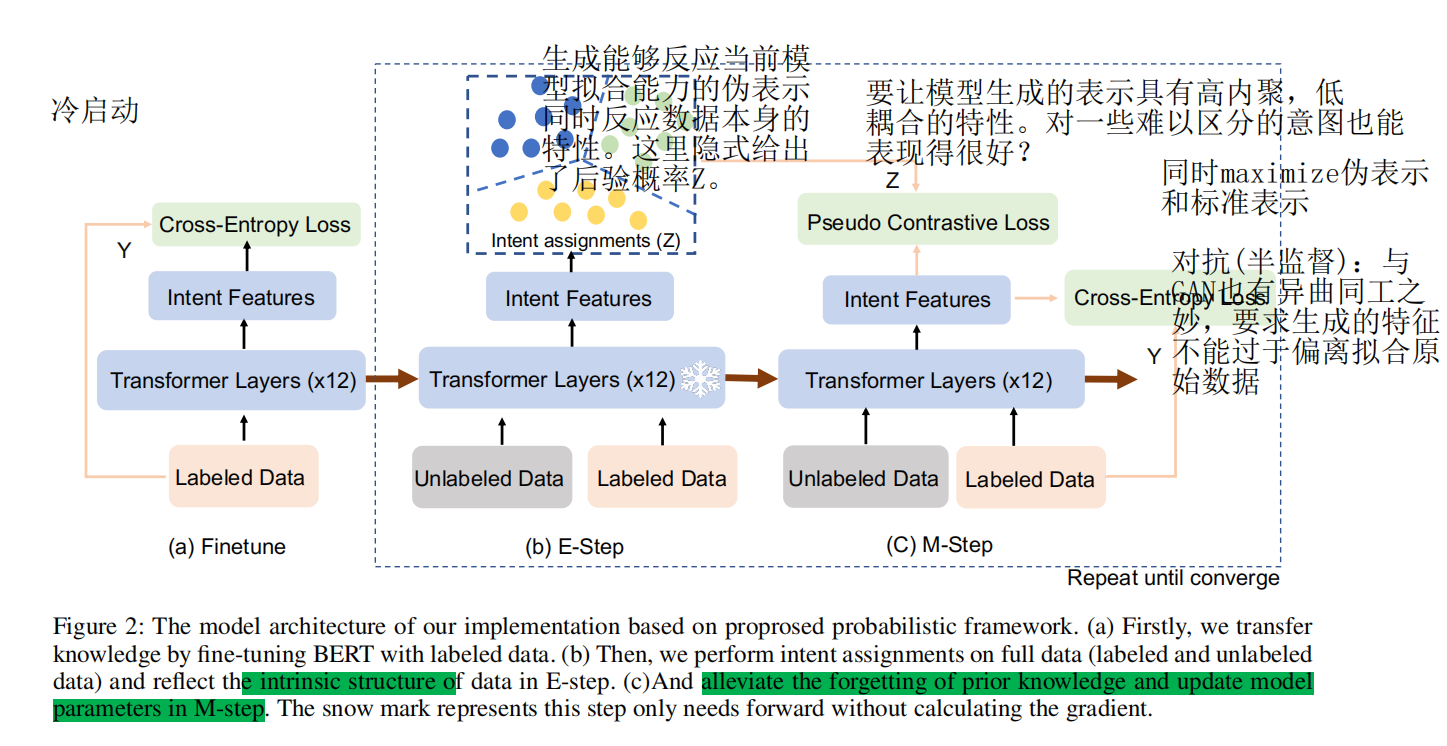 冷启动
生成能够反应当前模
型拟合能力的伪表示
同时反应数据本身的
特性。这里隐式给出
了后验概率Z。
要让模型生成的表示具有高内聚，低
耦合的特性。对一些难以区分的意图也能
表现得很好？
同时maximize伪表示
和标准表示
对抗(半监督)：与
GAN也有异曲同工之
妙，要求生成的特征
不能过于偏离拟合原
始数据
Cross-Entropy Loss
Y
Intent Features
Transformer Layers (x12)
Labeled Data
(a) Finetune
Intent assignments (Z)
Intent Features
Transformer Layers (x12)
Unlabeled Data
Labeled Data
(b) E-Step
Z
Pseudo Contrastive Loss
Intent Features
Cross-Entropy Loss
Y
Transformer Layers (x12)
Unlabeled Data
Labeled Data
(C) M-Step
Repeat until converge
Figure 2: The model architecture of our implementation based on proprosed probabilistic framework. (a) Firstly, we transfer
knowledge by fine-tuning BERT with labeled data. (b) Then, we perform intent assignments on full data (labeled and unlabeled
data) and reflect the intrinsic structure of data in E-step. (c)And alleviate the forgetting of prior knowledge and update model
parameters in M-step. The snow mark represents this step only needs forward without calculating the gradient.